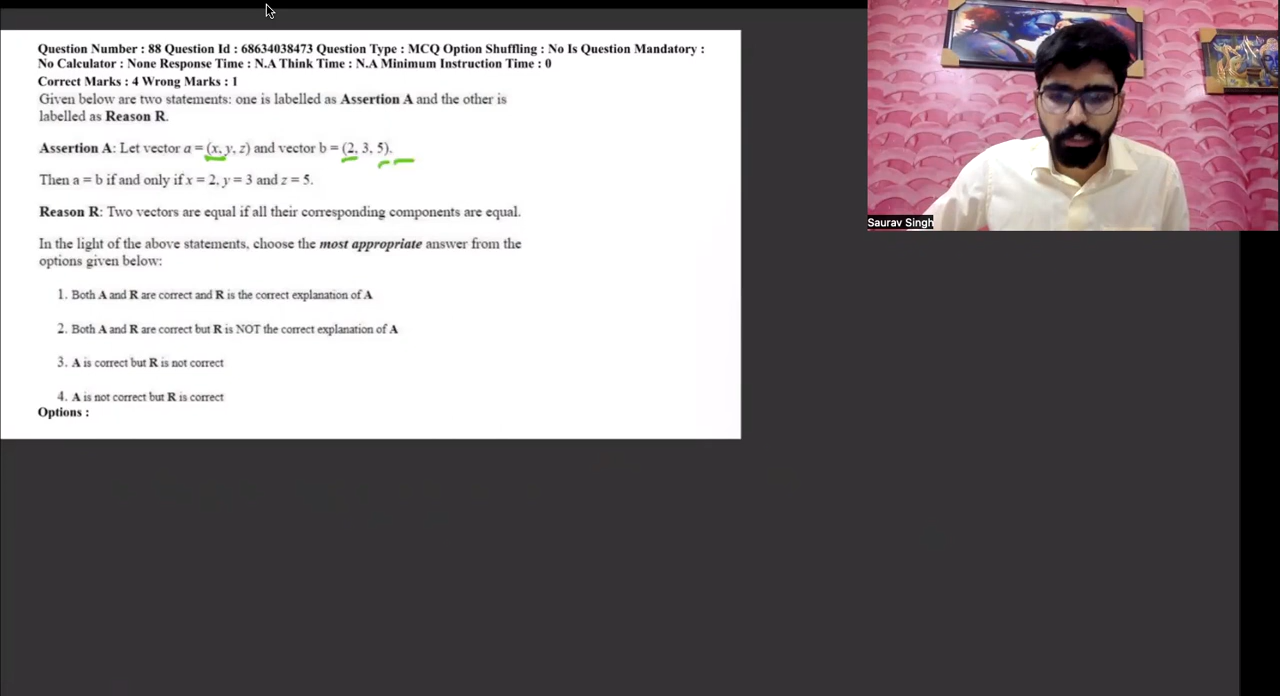 Question Number : 88 Question Id : 68634038473 Question Type : MCQ Option Shuffling : No Is Question Mandatory :
No Calculator : None Response Time : N.A Think Time : N.A Minimum Instruction Time : 0
Correct Marks : 4 Wrong Marks : 1
Given below are two statements: one is labelled as Assertion A and the other is
labelled as Reason R.
Assertion A: Let vector a = (x, y, z) and vector b = (2, 3, 5).
Then a = b if and only if x = 2, y = 3 and z = 5.
Reason R: Two vectors are equal if all their corresponding components are equal.
In the light of the above statements, choose the most appropriate answer from the
options given below:
1. Both A and R are correct and R is the correct explanation of A
2. Both A and R are correct but R is NOT the correct explanation of A
3. A is correct but R is not correct
4. A is not correct but R is correct
Options :
Saurav Singh